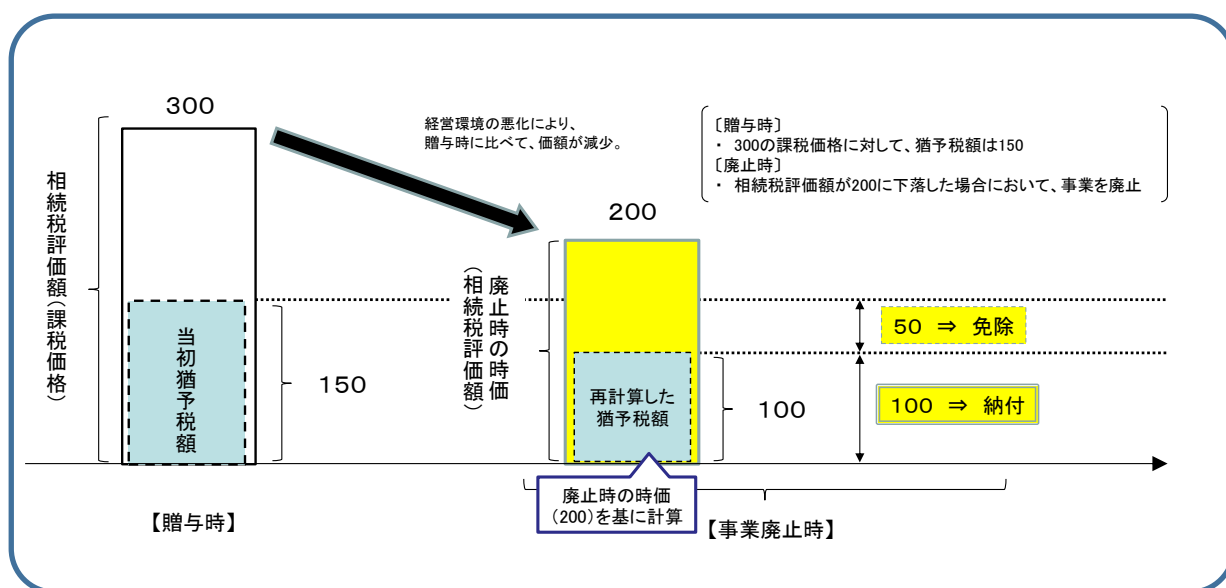 300
経営環境の悪化により、
贈与時に比べて、価額が減少。
〔贈与時〕
・ 300の課税価格に対して、猶予税額は150
〔廃止時〕
・ 相続税評価額が200に下落した場合において、事業を廃止
相続税評価額(課税価格)
当初猶予税額
150
200
廃止時の時価
(相続税評価額)
再計算した
猶予税額
100
50 ⇒ 免除
100 ⇒ 納付
廃止時の時価
(200)を基に計算
【贈与時】
【事業廃止時】